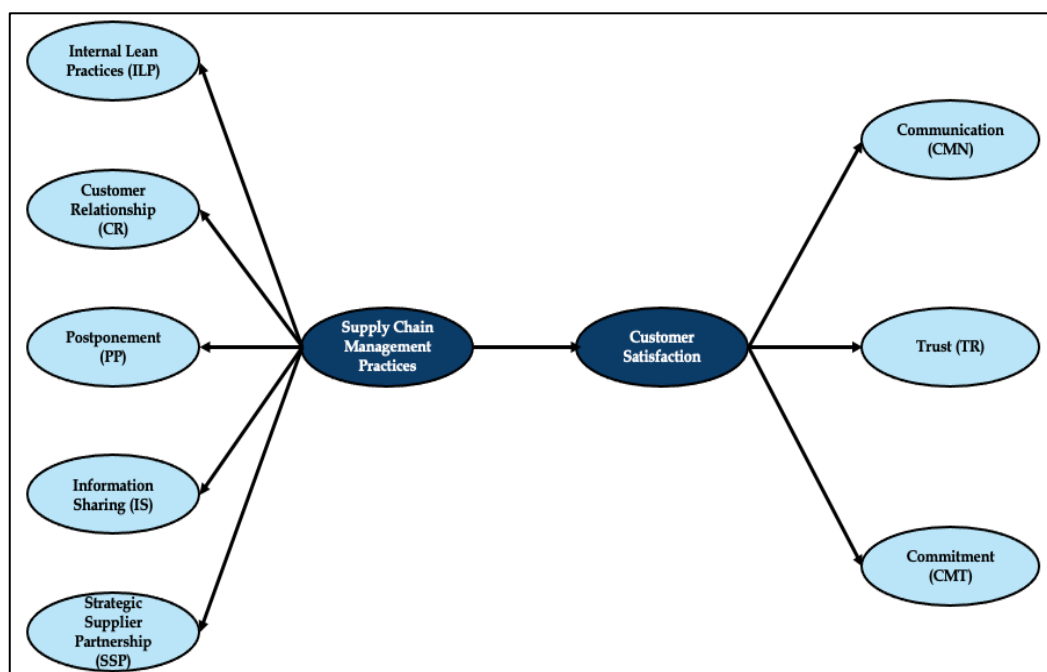 Internal Lean
Practices (ILP)
Customer
Relationship
(CR)
Postponement
(PP)
Information
Sharing (IS)
Strategic
Supplier
Partnership
(SSP)
Supply Chain
Management
Practices
Customer
Satisfaction
Communication
(CMN)
Trust (TR)
Commitment
(CMT)